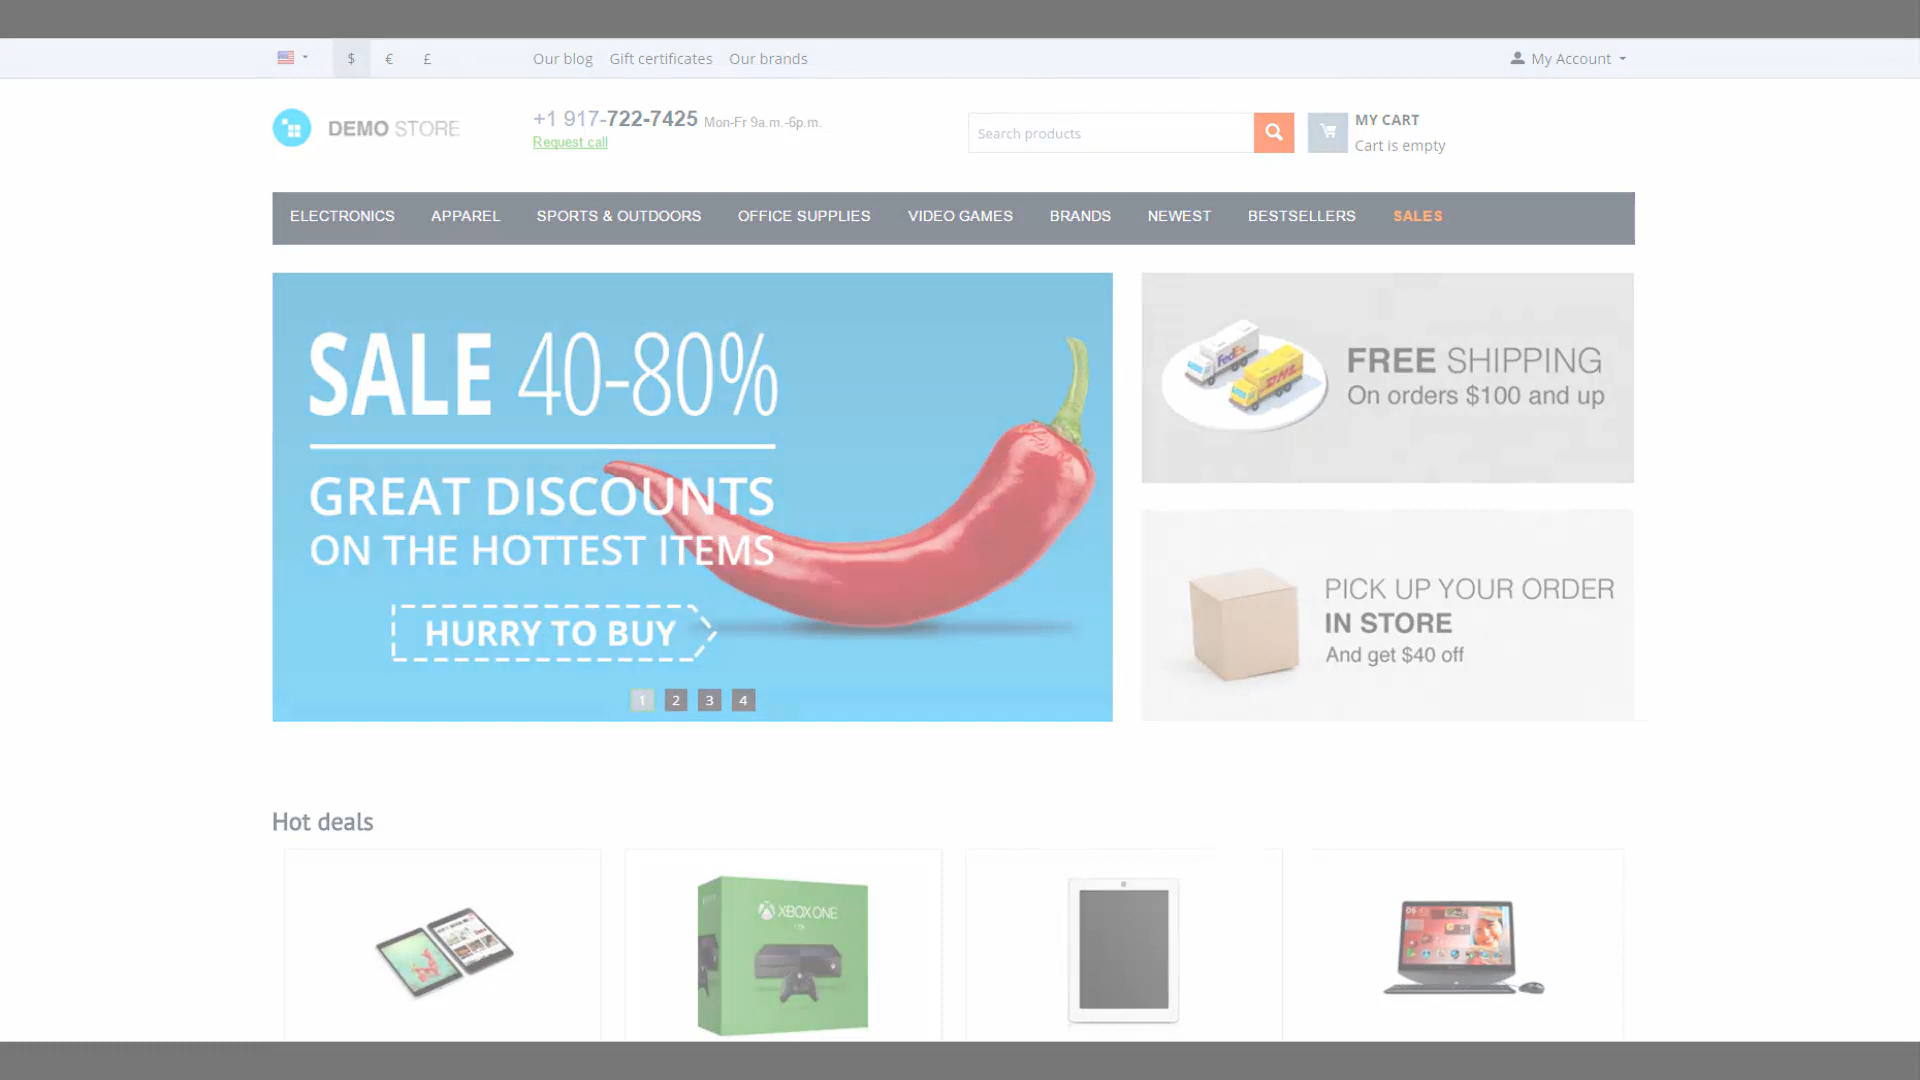 $ € £ Our blog Gift certificates Our brands My Account
DEMO STORE
+1 917-722-7425 Mon-Fr 9a.m.-6p.m.
Request call
Search products
MY CART
Cart is empty
ELECTRONICS APPAREL SPORTS & OUTDOORS OFFICE SUPPLIES VIDEO GAMES BRANDS NEWEST BESTSELLERS SALES
SALE 40-80%
GREAT DISCOUNTS
ON THE HOTTEST ITEMS
HURRY TO BUY
1 2 3 4
FedEx
DHL
FREE SHIPPING
On orders $100 and up
PICK UP YOUR ORDER
IN STORE
And get $40 off
Hot deals
XBOX ONE